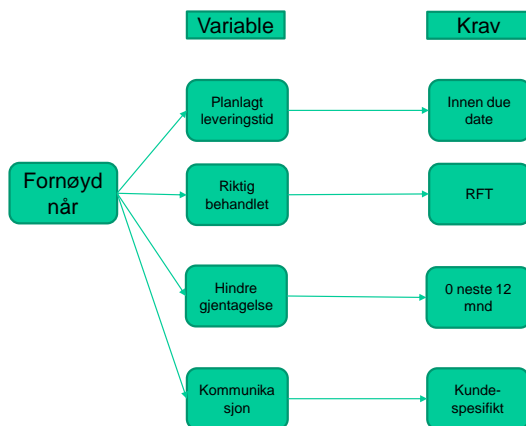 Variable
Krav
Planlagt
leveringstid
Innen due
date
Fornøyd
når
Riktig
behandlet
RFT
Hindre
gjentagelse
0 neste 12
mnd
Kommunika
sjon
Kunde-
spesifikt